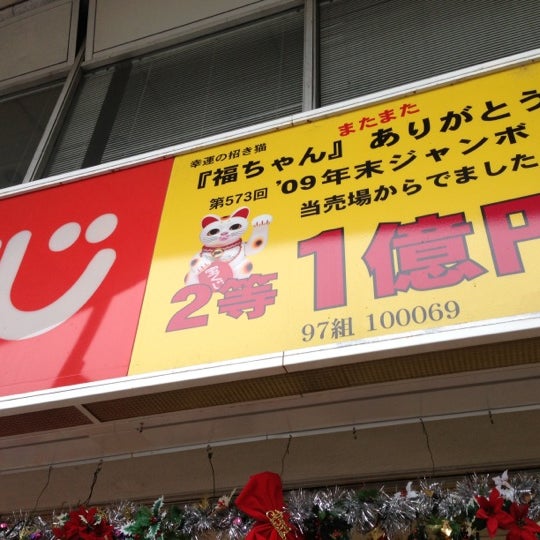 じ
幸運の招き猫
またまた
『福ちゃん』ありがとう
第573回 '09年末ジャンボ
当売場からでました
2等 1億円
97組 100069